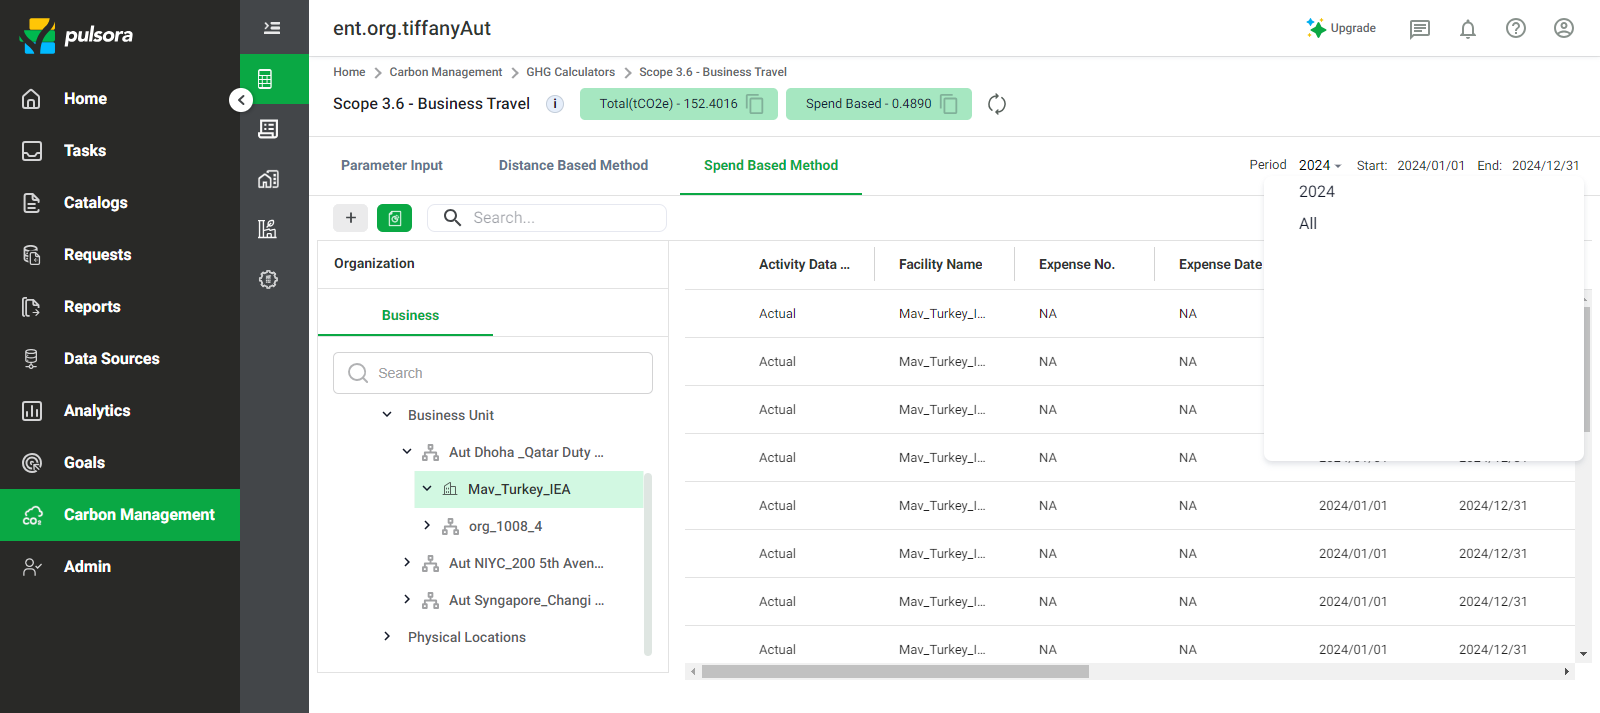 pulsora
Home
Tasks
Catalogs
Requests
Reports
Data Sources
Analytics
Goals
Carbon Management
Admin
ent.org.tiffanyAut
Upgrade
Home > Carbon Management > GHG Calculators > Scope 3.6 - Business Travel
Scope 3.6 - Business Travel i Total(tCO2e) - 152.4016 Spend Based - 0.4890
Parameter Input Distance Based Method Spend Based Method
Period 2024 Start: 2024/01/01 End: 2024/12/31
2024
All
+ Search...
Organization
Business
Search
Business Unit
Aut Dhoha _Qatar Duty ...
Mav_Turkey_IEA
org_1008_4
Aut NIYC_200 5th Aven...
Aut Syngapore_Changi ...
Physical Locations
Activity Data ... Facility Name Expense No. Expense Date
Actual Mav_Turkey_I... NA NA
Actual Mav_Turkey_I... NA NA
Actual Mav_Turkey_I... NA NA
Actual Mav_Turkey_I... NA NA 2024/01/01 2024/12/31
Actual Mav_Turkey_I... NA NA 2024/01/01 2024/12/31
Actual Mav_Turkey_I... NA NA 2024/01/01 2024/12/31
Actual Mav_Turkey_I... NA NA 2024/01/01 2024/12/31
Actual Mav_Turkey_I... NA NA 2024/01/01 2024/12/31